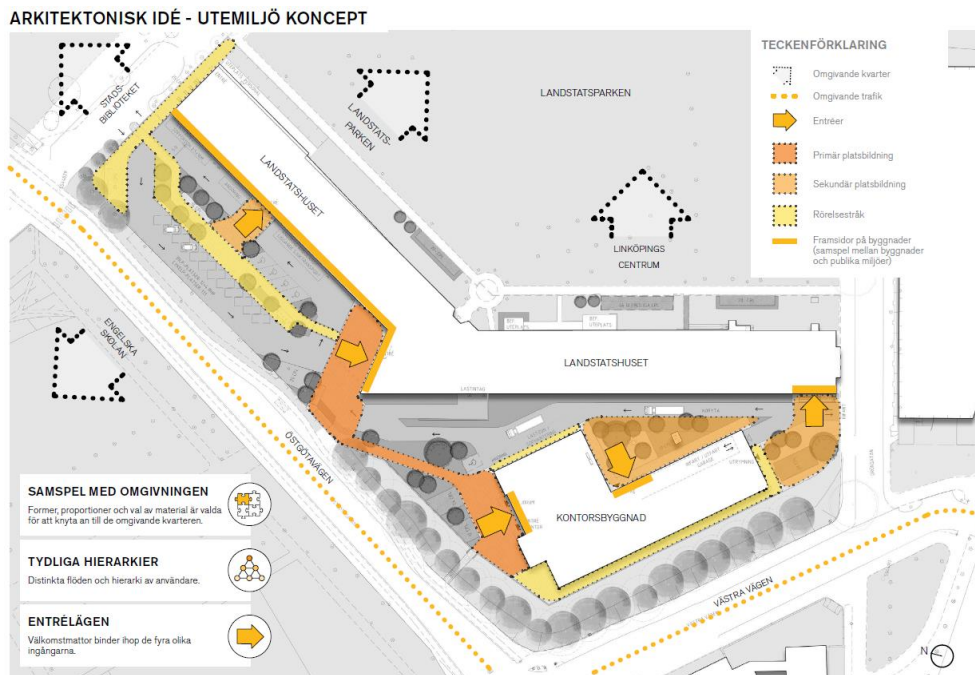 ARKITEKTONISK IDÉ - UTEMILJÖ KONCEPT
STADS-
BIBLIOTEKET
LANDSTATS-
PARKEN
LANDSTATSPARKEN
LANDSTATSHUSET
LINKÖPINGS
CENTRUM
TECKENFÖRKLARING
Omgivande kvarter
Omgivande trafik
Entréer
Primär platsbildning
Sekundär platsbildning
Rörelsestråk
Framsidor på byggnader
(samspel mellan byggnader
och publika miljöer)
ENGELSKA
SKOLAN
LANDSTATSHUSET
ÖSTGÖTAVÄGEN
KONTORSBYGGNAD
VÄSTRA VÄGEN
SAMSPEL MED OMGIVNINGEN
Former, proportioner och val av material är valda
för att knyta an till de omgivande kvarteren.
TYDLIGA HIERARKIER
Distinkta flöden och hierarki av användare.
ENTRÉLÄGEN
Välkomstmattor binder ihop de fyra olika
ingångarna.
N